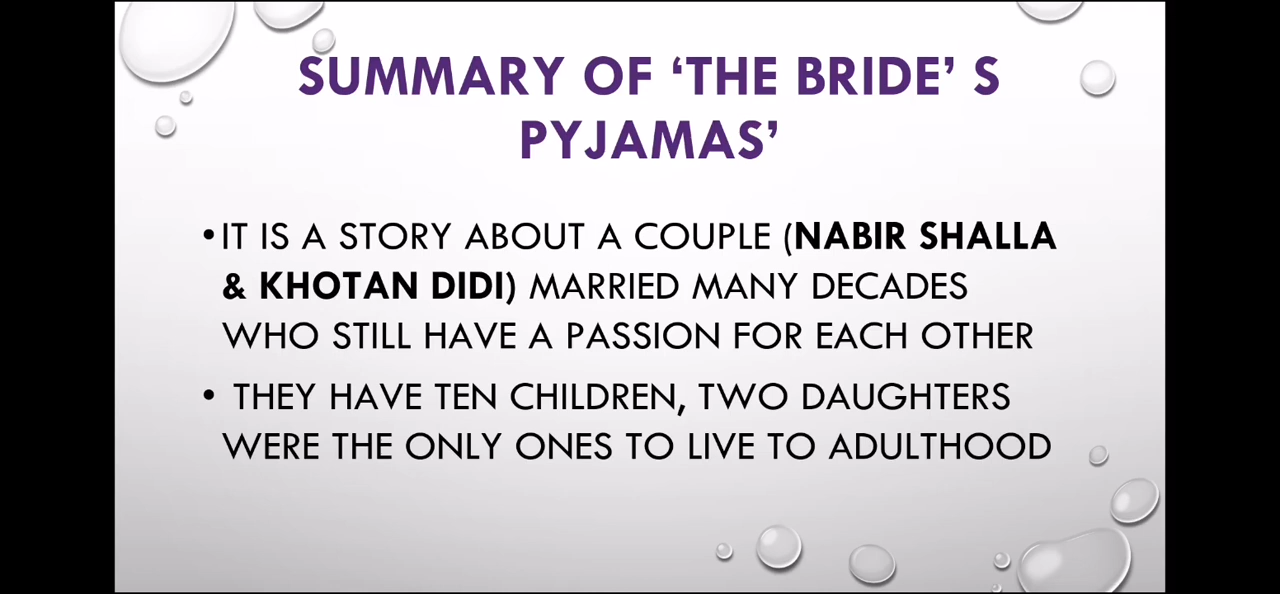 SUMMARY OF ‘THE BRIDE’ S
PYJAMAS’
•IT IS A STORY ABOUT A COUPLE (NABIR SHALLA
& KHOTAN DIDI) MARRIED MANY DECADES
WHO STILL HAVE A PASSION FOR EACH OTHER
• THEY HAVE TEN CHILDREN, TWO DAUGHTERS
WERE THE ONLY ONES TO LIVE TO ADULTHOOD